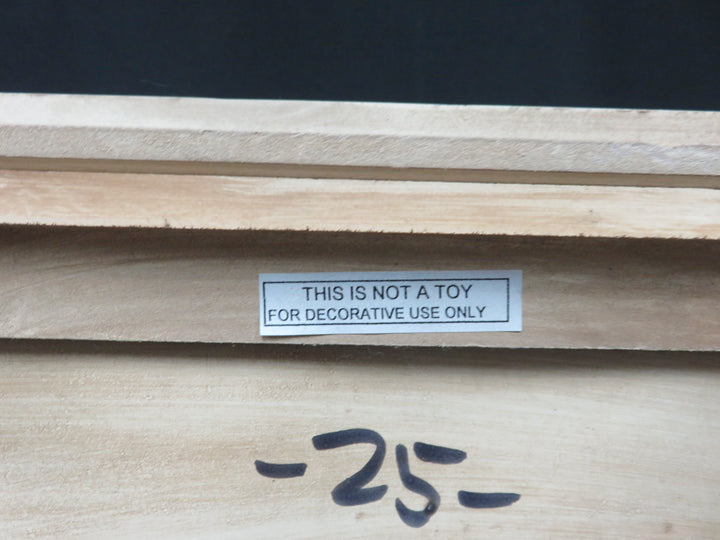 THIS IS NOT A TOY
FOR DECORATIVE USE ONLY
-25-